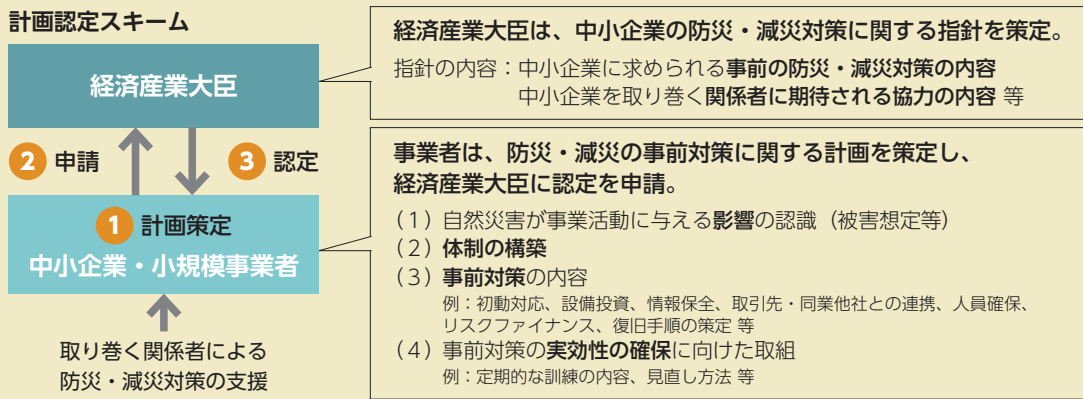 計画認定スキーム
経済産業大臣
2 申請
3 認定
1 計画策定
中小企業・小規模事業者
取り巻く関係者による
防災・減災対策の支援
経済産業大臣は、中小企業の防災・減災対策に関する指針を策定。
指針の内容：中小企業に求められる事前の防災・減災対策の内容
中小企業を取り巻く関係者に期待される協力の内容 等
事業者は、防災・減災の事前対策に関する計画を策定し、
経済産業大臣に認定を申請。
（1）自然災害が事業活動に与える影響の認識（被害想定等）
（2）体制の構築
（3）事前対策の内容
例：初動対応、設備投資、情報保全、取引先・同業他社との連携、人員確保、
リスクファイナンス、復旧手順の策定 等
（4）事前対策の実効性の確保に向けた取組
例：定期的な訓練の内容、見直し方法 等